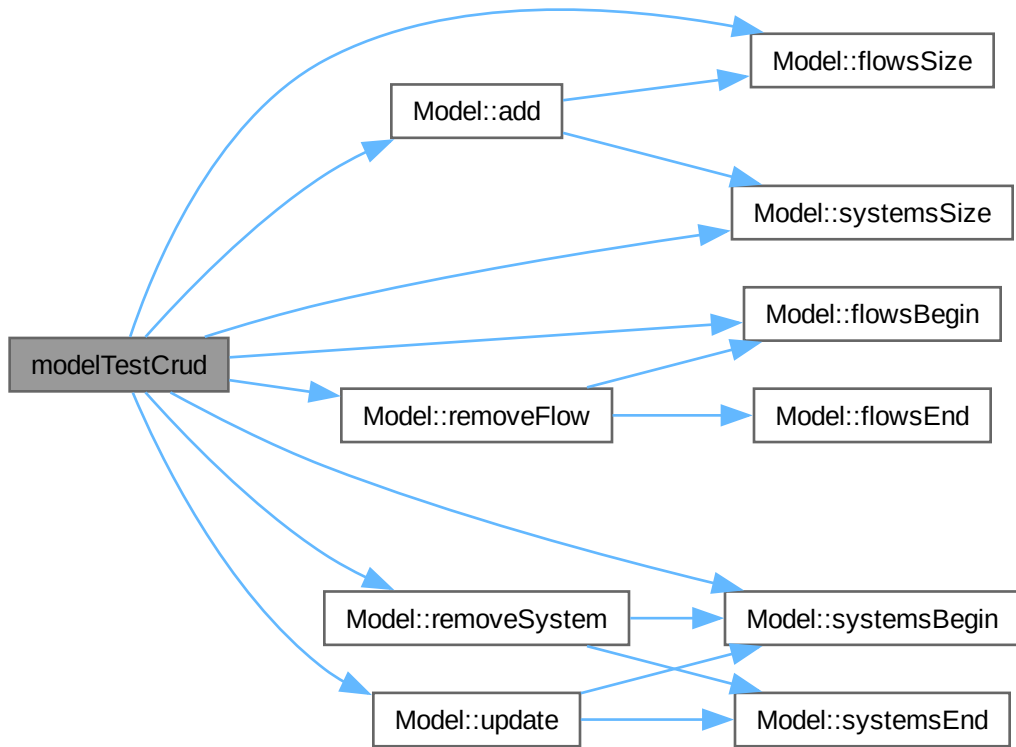 Model::flowsSize
Model::add
Model::systemsSize
Model::flowsBegin
modelTestCrud
Model::removeFlow
Model::flowsEnd
Model::removeSystem
Model::systemsBegin
Model::update
Model::systemsEnd